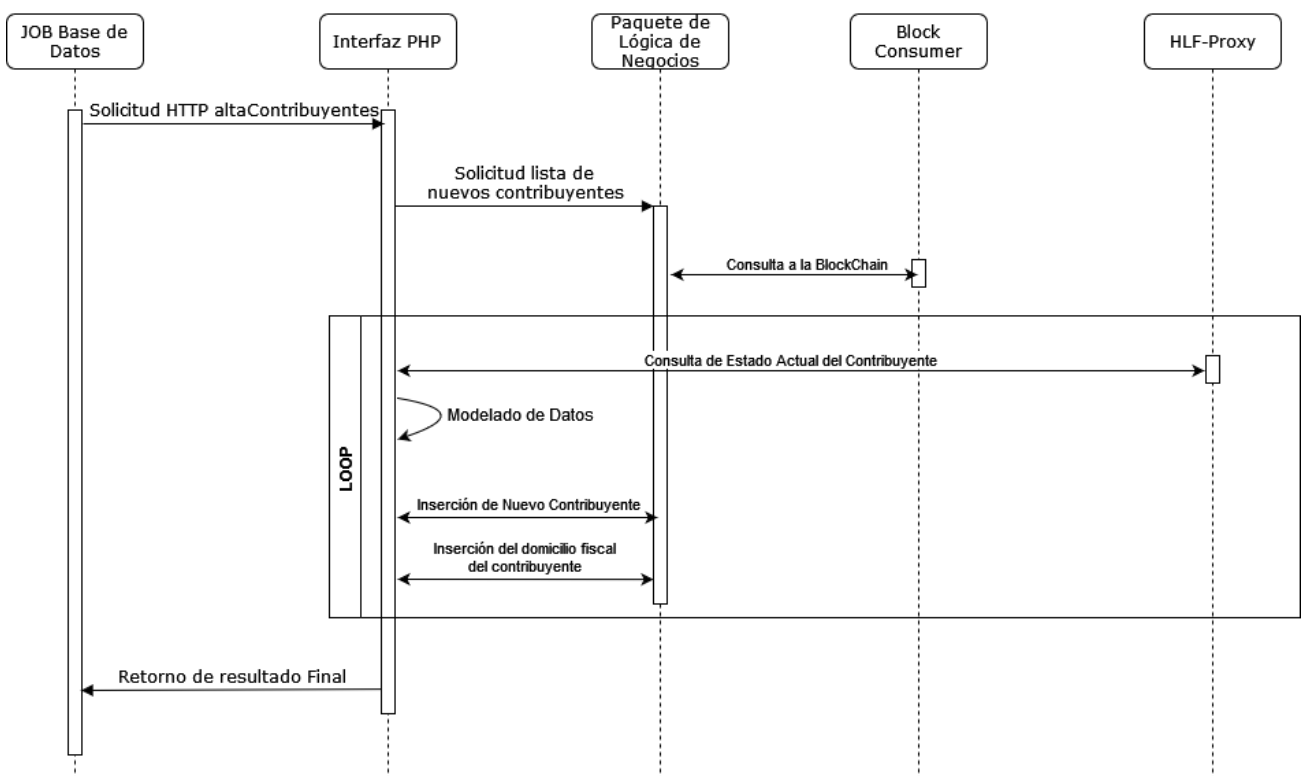 JOB Base de
Datos
Interfaz PHP
Paquete de
Lógica de
Negocios
Block
Consumer
HLF-Proxy
Solicitud HTTP altaContribuyentes
Solicitud lista de
nuevos contribuyentes
Consulta a la BlockChain
Consulta de Estado Actual del Contribuyente
Modelado de Datos
LOOP
Inserción de Nuevo Contribuyente
Inserción del domicilio fiscal
del contribuyente
Retorno de resultado Final